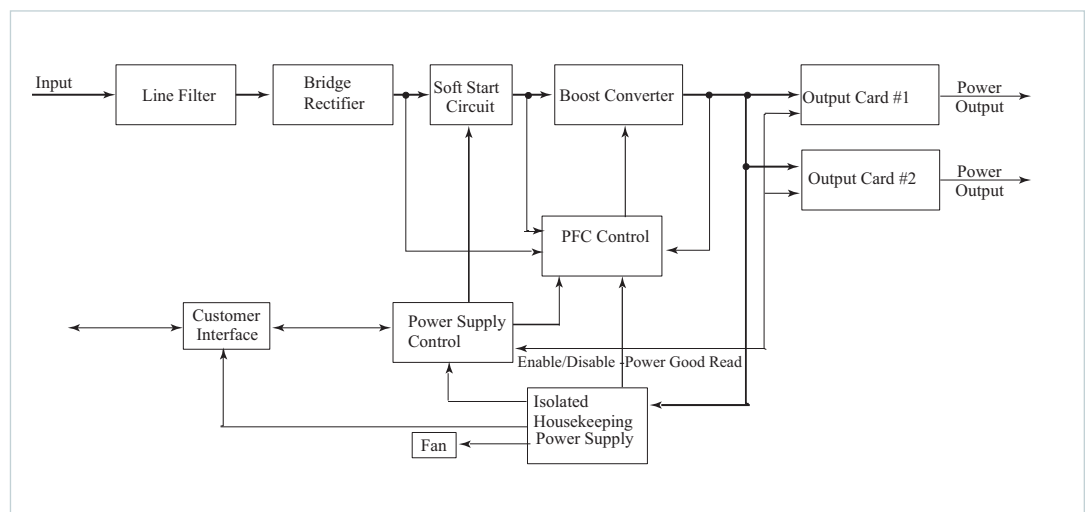 Input
Line Filter
Bridge
Rectifier
Soft Start
Circuit
Boost Converter
Output Card #1
Power
Output
Output Card #2
Power
Output
PFC Control
Customer
Interface
Power Supply
Control
Enable/Disable -Power Good Read
Isolated
Housekeeping
Power Supply
Fan